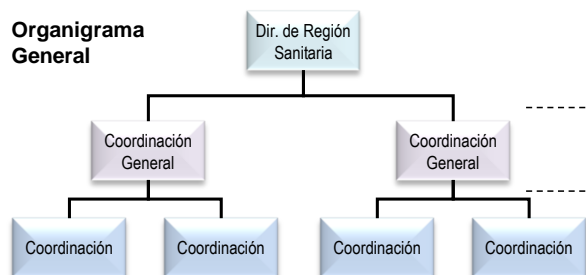 Organigrama
General
Dir. de Región
Sanitaria
Coordinación
General
Coordinación
General
Coordinación
Coordinación
Coordinación
Coordinación